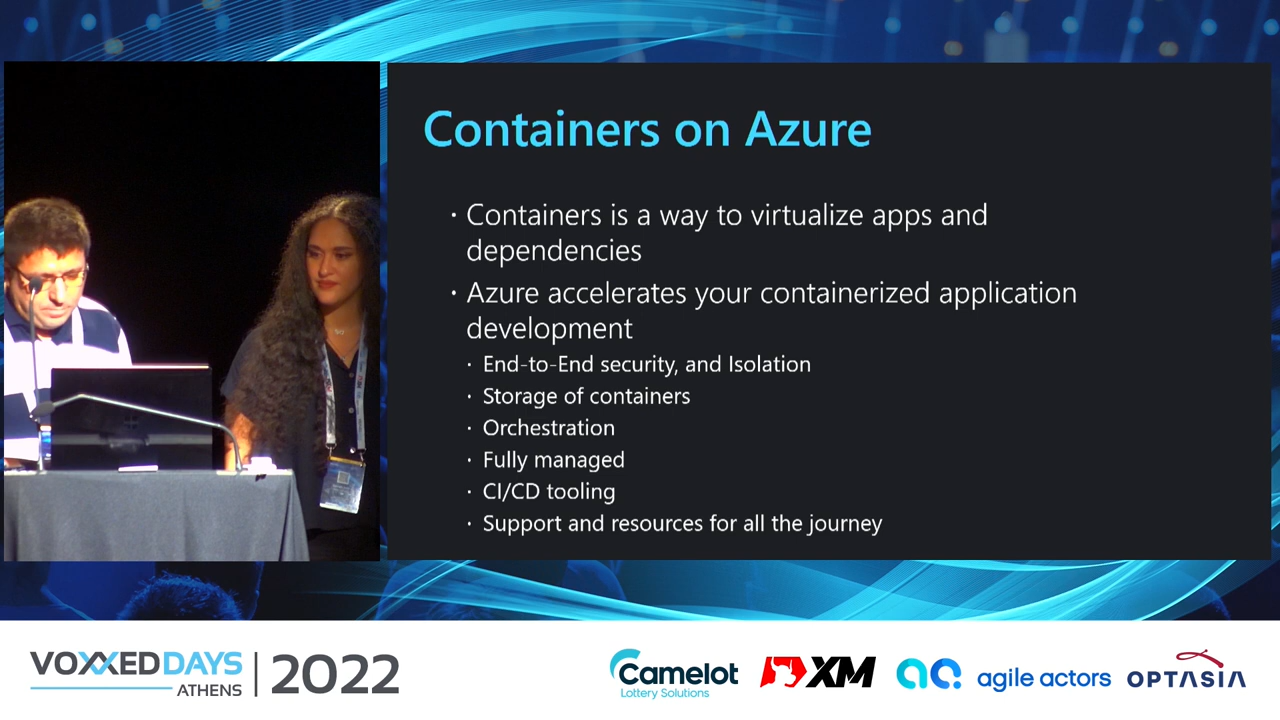 Containers on Azure
· Containers is a way to virtualize apps and
dependencies
· Azure accelerates your containerized application
development
· End-to-End security, and Isolation
· Storage of containers
· Orchestration
· Fully managed
· CI/CD tooling
· Support and resources for all the journey
VOXXED DAYS
ATHENS
2022
Camelot
Lottery Solutions
XM
agile actors
OPTASIA